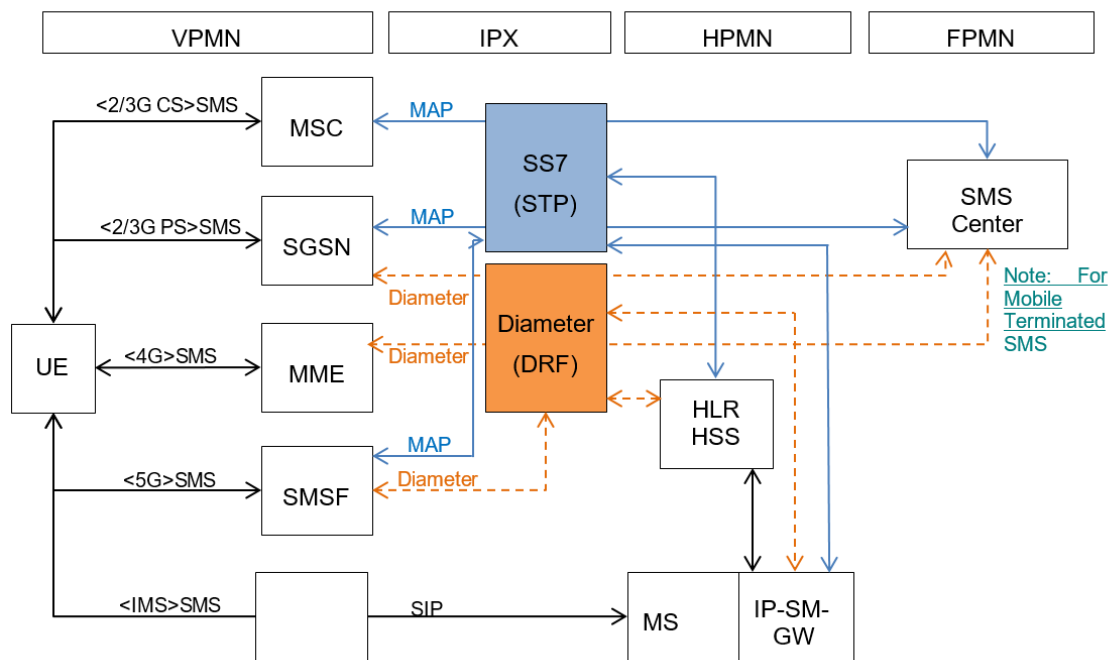 VPMN
IPX
HPMN
FPMN
<2/3G CS>SMS
MSC
MAP
SS7
(STP)
SMS
Center
<2/3G PS>SMS
SGSN
MAP
Diameter
Note: For
Mobile
Terminated
SMS
Diameter
(DRF)
UE
<4G>SMS
MME
Diameter
HLR
HSS
MAP
<5G>SMS
SMSF
Diameter
<IMS>SMS
SIP
MS
IP-SM-
GW